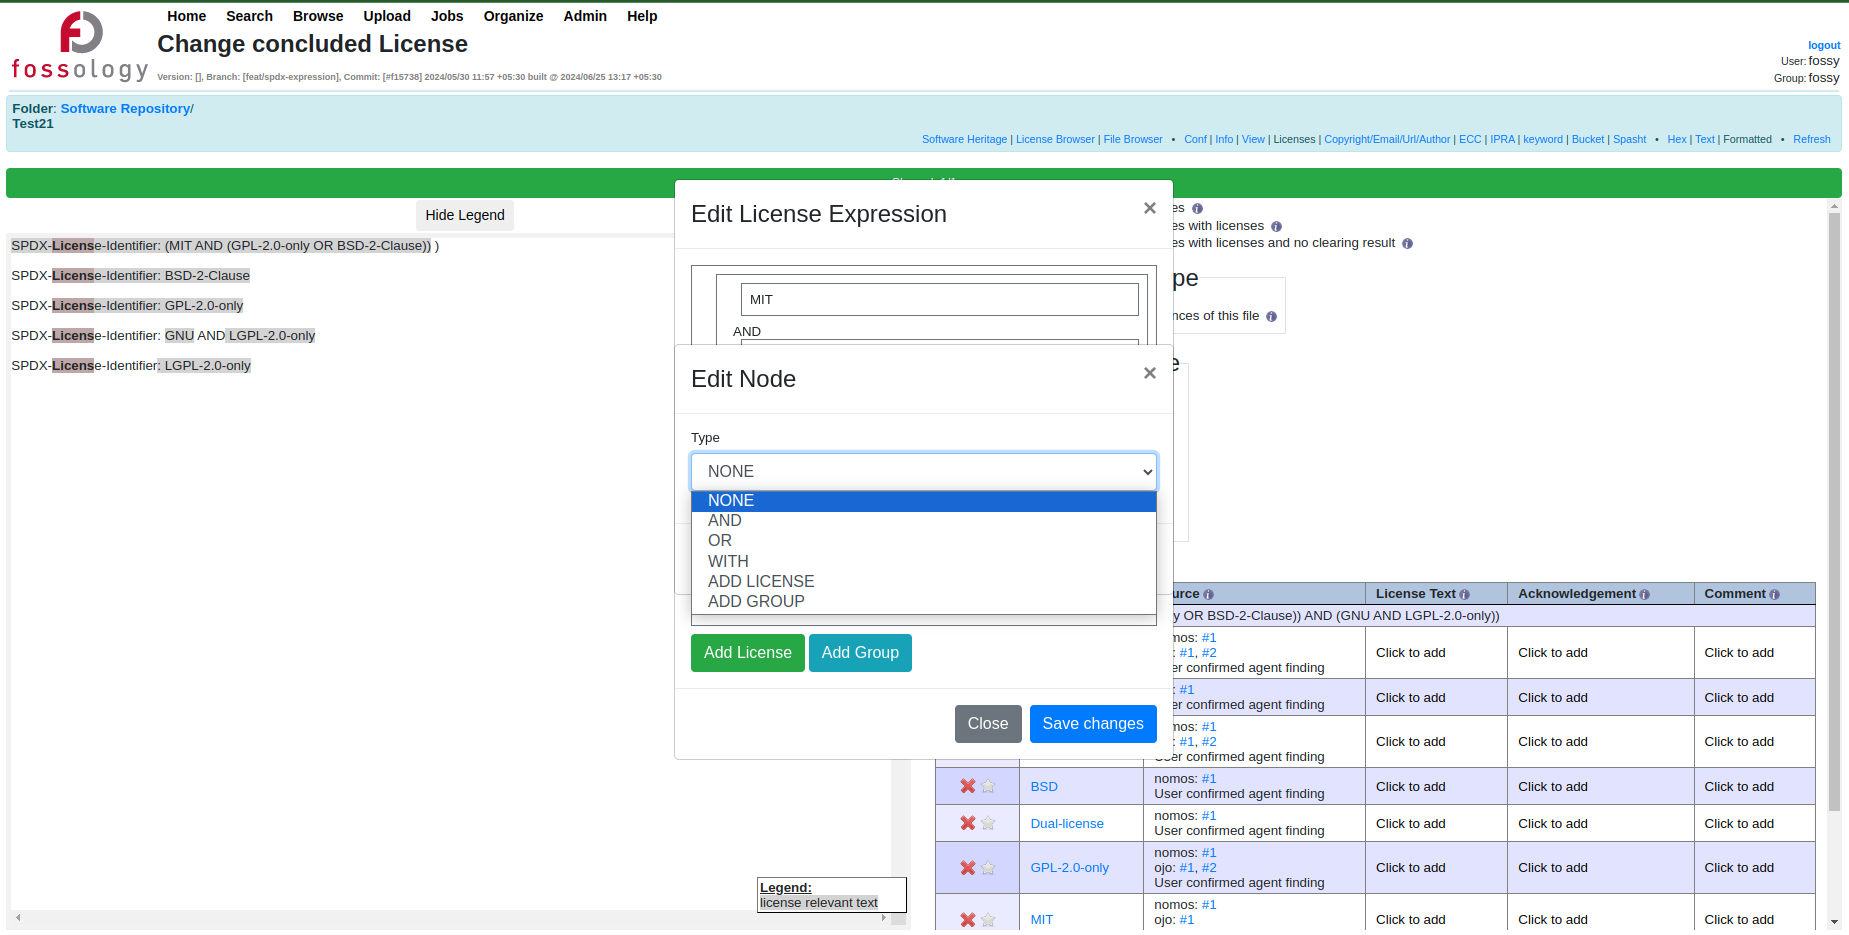 Home Search Browse Upload Jobs Organize Admin Help
fossology
Change concluded License
Version: [], Branch: [feat/spdx-expression], Commit: [#f15738] 2024/05/30 11:57 +05:30 built @ 2024/06/25 13:17 +05:30
logout
User: fossy
Group: fossy
Folder: Software Repository/
Test21
Software Heritage | License Browser | File Browser • Conf | Info | View | Licenses | Copyright/Email/Url/Author | ECC | IPRA | keyword | Bucket | Spasht • Hex | Text | Formatted • Refresh
Hide Legend
SPDX-License-Identifier: (MIT AND (GPL-2.0-only OR BSD-2-Clause)) )
SPDX-License-Identifier: BSD-2-Clause
SPDX-License-Identifier: GPL-2.0-only
SPDX-License-Identifier: GNU AND LGPL-2.0-only
SPDX-License-Identifier: LGPL-2.0-only
Legend:
license relevant text
Edit License Expression ×
MIT
AND
Edit Node ×
Type
NONE
NONE
AND
OR
WITH
ADD LICENSE
ADD GROUP
Add License Add Group
Close Save changes
es
es with licenses
es with licenses and no clearing result
pe
nces of this file
e
urce License Text Acknowledgement Comment
y OR BSD-2-Clause)) AND (GNU AND LGPL-2.0-only))
mos: #1
: #1, #2
er confirmed agent finding
Click to add Click to add Click to add
: #1
er confirmed agent finding
Click to add Click to add Click to add
mos: #1
: #1, #2
er confirmed agent finding
Click to add Click to add Click to add
BSD
nomos: #1
User confirmed agent finding
Click to add Click to add Click to add
Dual-license
nomos: #1
User confirmed agent finding
Click to add Click to add Click to add
GPL-2.0-only
nomos: #1
ojo: #1, #2
User confirmed agent finding
Click to add Click to add Click to add
MIT
nomos: #1
ojo: #1
Click to add Click to add Click to add